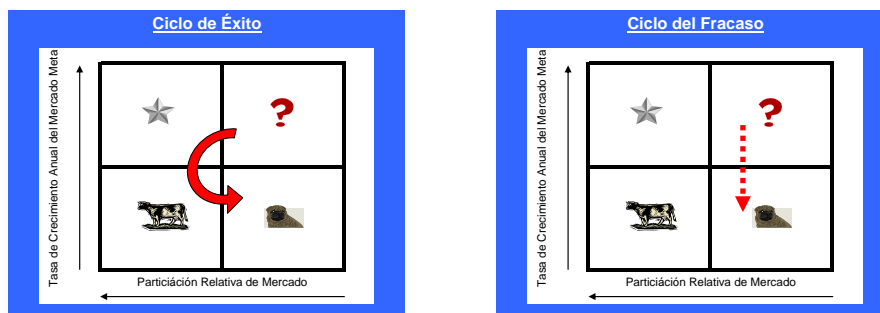 Ciclo de Éxito
Tasa de Crecimiento Anual del Mercado Meta
?
Particiáción Relativa de Mercado
Ciclo del Fracaso
Tasa de Crecimiento Anual del Mercado Meta
?
Particiáción Relativa de Mercado